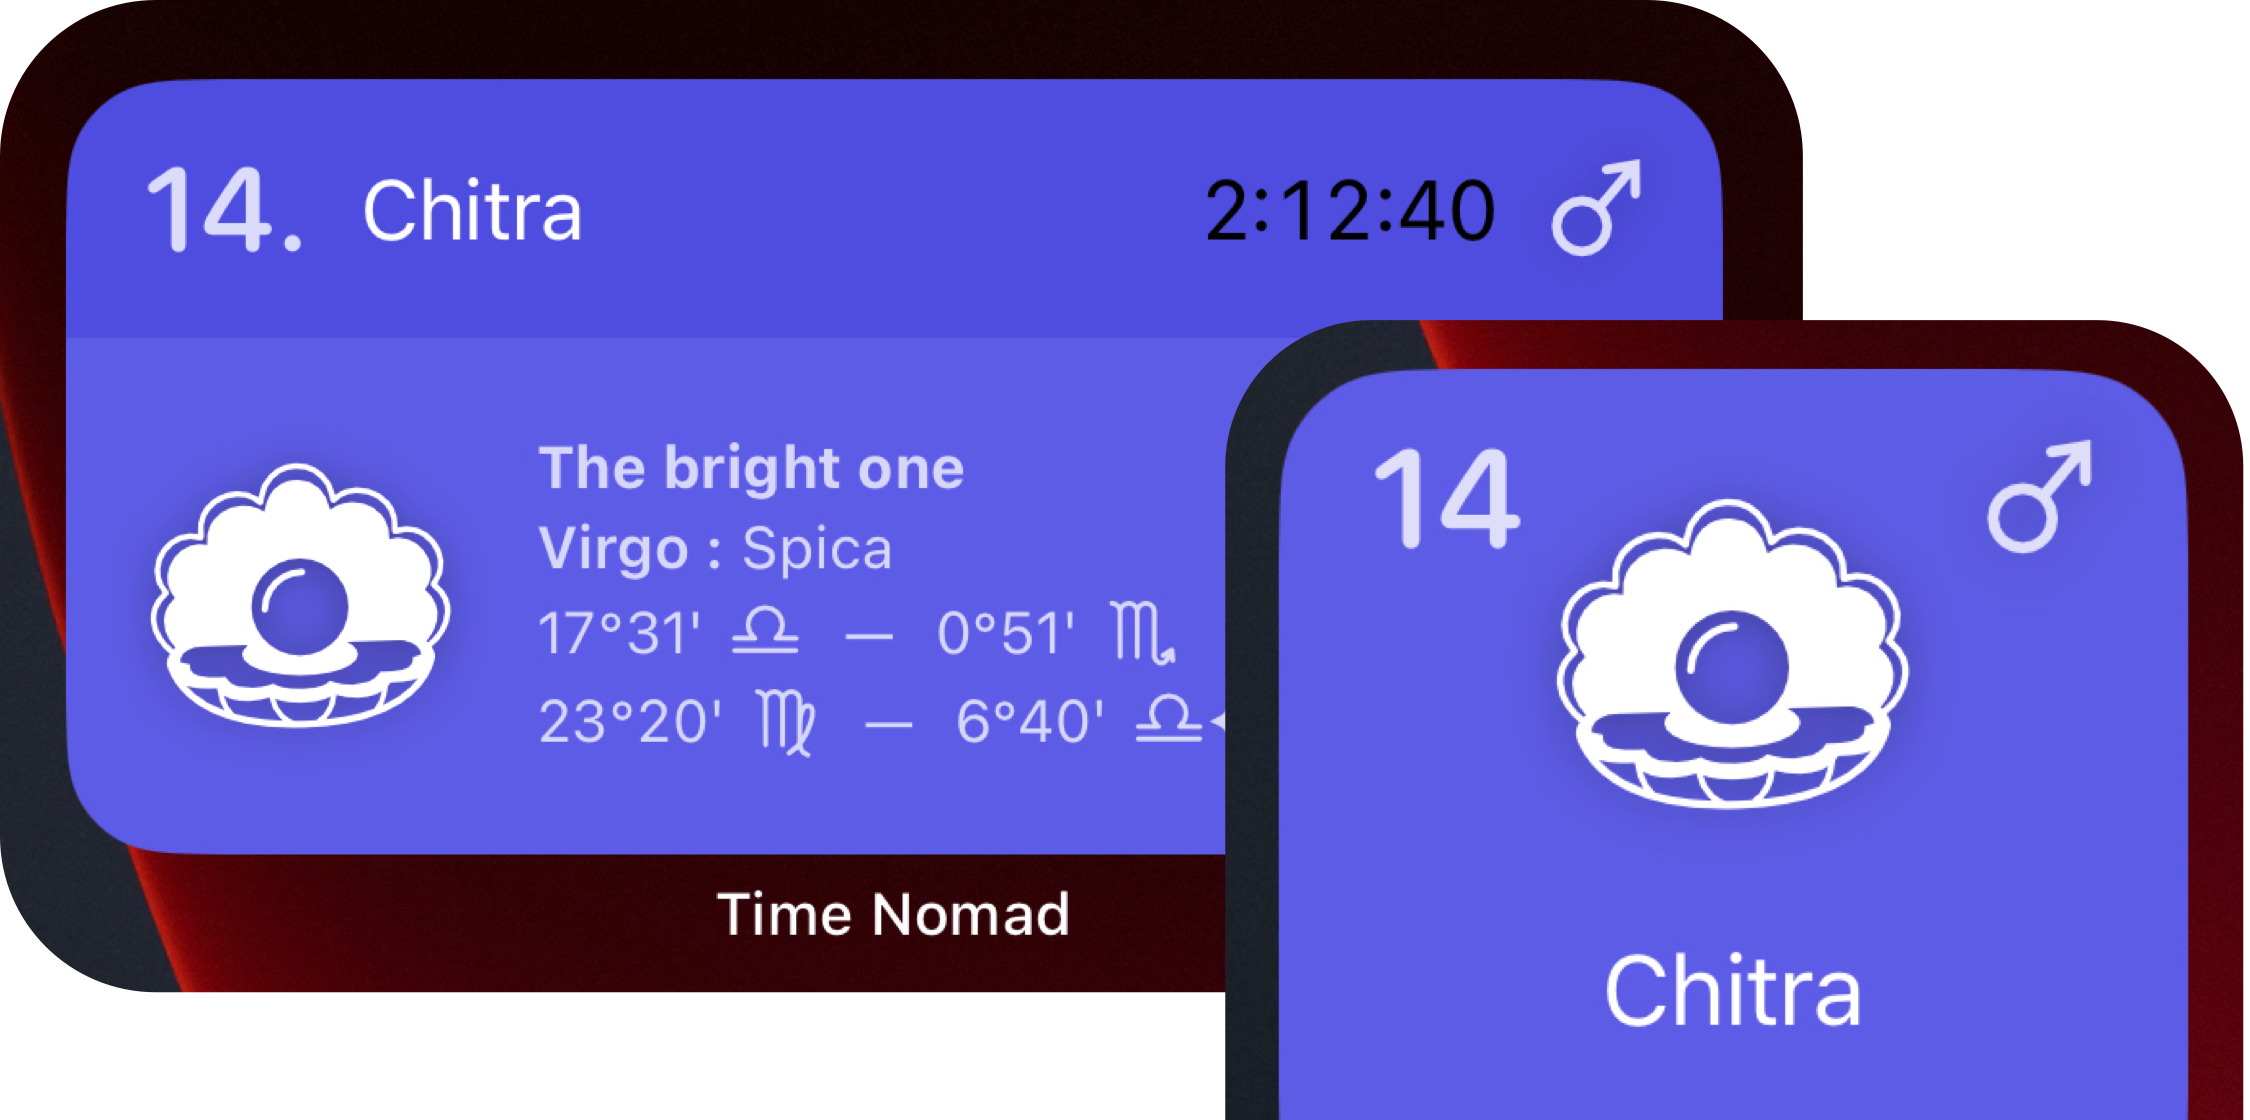 14. Chitra 2:12:40 ♂
The bright one
Virgo : Spica
17°31' ♎ — 0°51' ♏
23°20' ♍ — 6°40' ♎
Time Nomad
14 ♂
Chitra